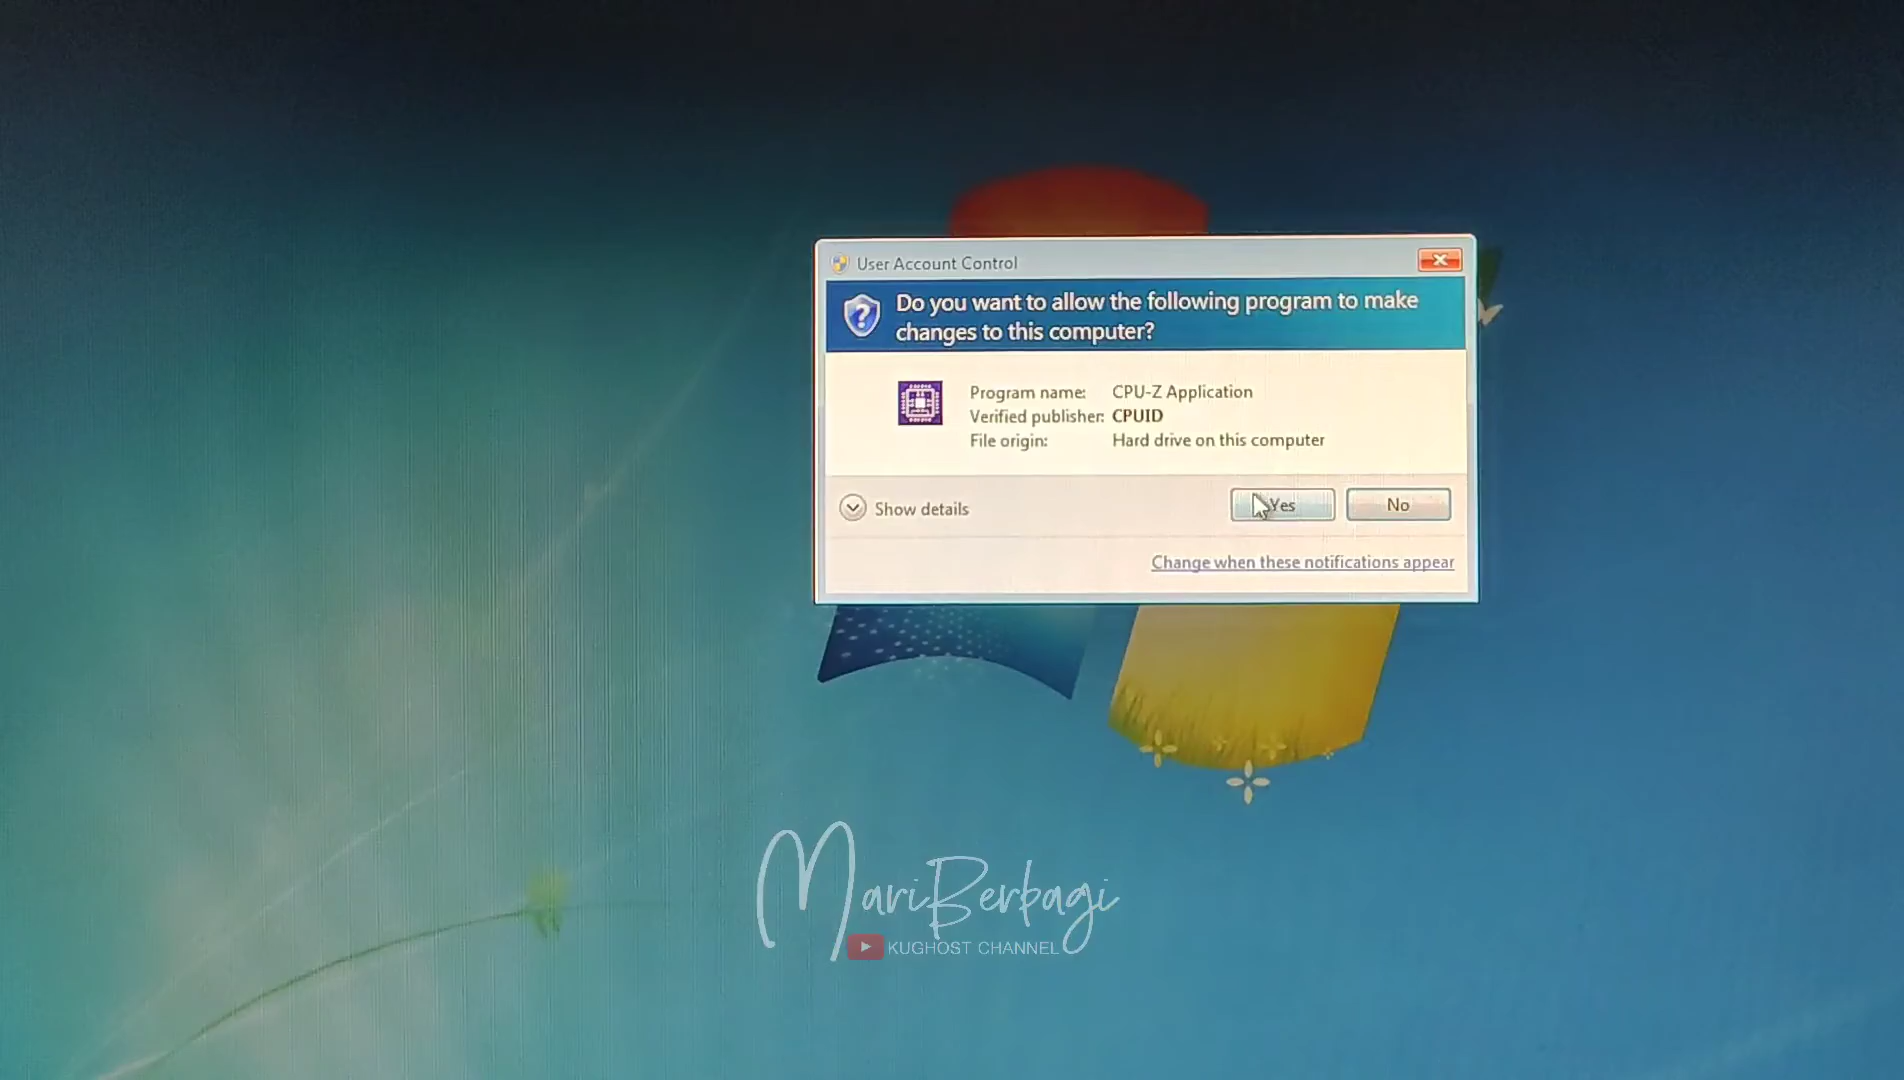 User Account Control
Do you want to allow the following program to make
changes to this computer?
Program name: CPU-Z Application
Verified publisher: CPUID
File origin: Hard drive on this computer
Show details
Yes
No
Change when these notifications appear
MariBerbagi
KUGHOST CHANNEL